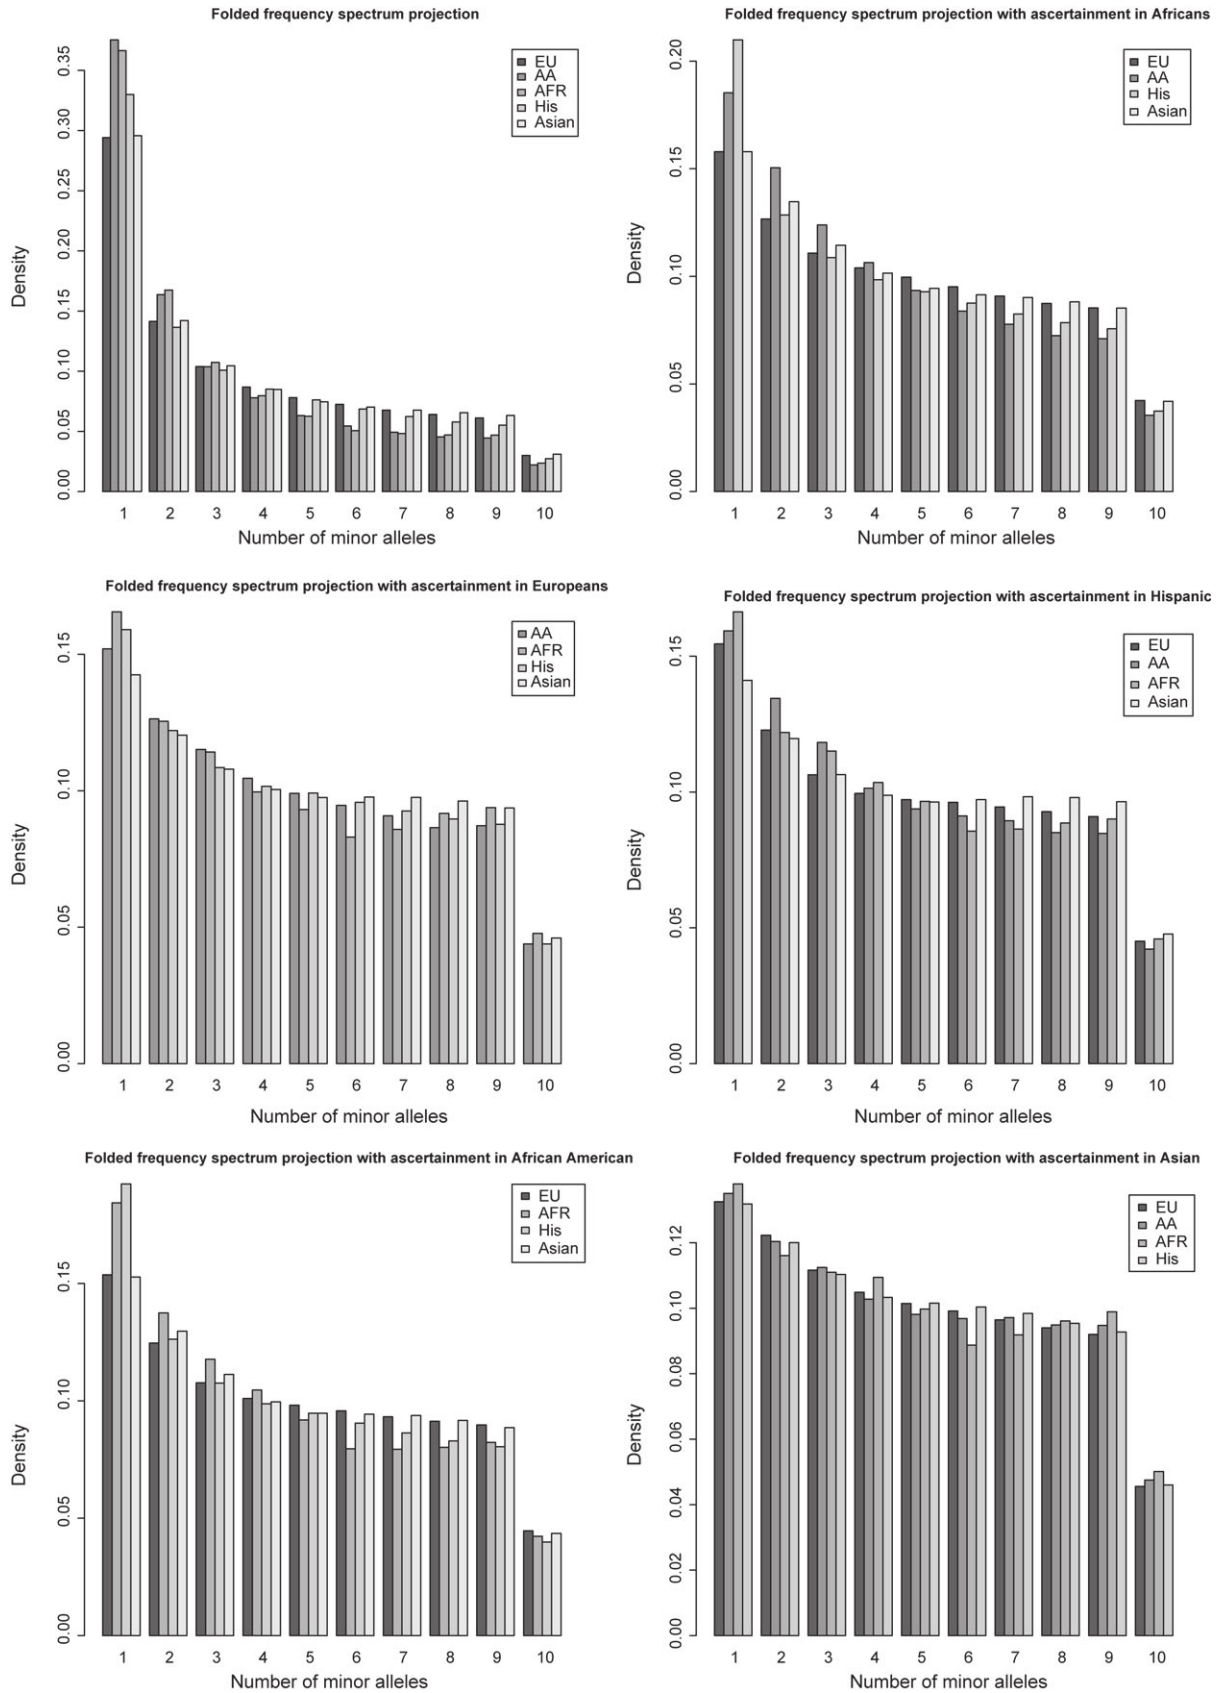 Folded frequency spectrum projection
EU
AA
AFR
His
Asian
Density
0.35
0.30
0.25
0.20
0.15
0.10
0.05
0.00
1 2 3 4 5 6 7 8 9 10
Number of minor alleles
Folded frequency spectrum projection with ascertainment in Africans
EU
AA
His
Asian
Density
0.20
0.15
0.10
0.05
0.00
1 2 3 4 5 6 7 8 9 10
Number of minor alleles
Folded frequency spectrum projection with ascertainment in Europeans
AA
AFR
His
Asian
Density
0.15
0.10
0.05
0.00
1 2 3 4 5 6 7 8 9 10
Number of minor alleles
Folded frequency spectrum projection with ascertainment in Hispanic
EU
AA
AFR
Asian
Density
0.15
0.10
0.05
0.00
1 2 3 4 5 6 7 8 9 10
Number of minor alleles
Folded frequency spectrum projection with ascertainment in African American
EU
AFR
His
Asian
Density
0.15
0.10
0.05
0.00
1 2 3 4 5 6 7 8 9 10
Number of minor alleles
Folded frequency spectrum projection with ascertainment in Asian
EU
AA
AFR
His
Density
0.12
0.10
0.08
0.06
0.04
0.02
0.00
1 2 3 4 5 6 7 8 9 10
Number of minor alleles